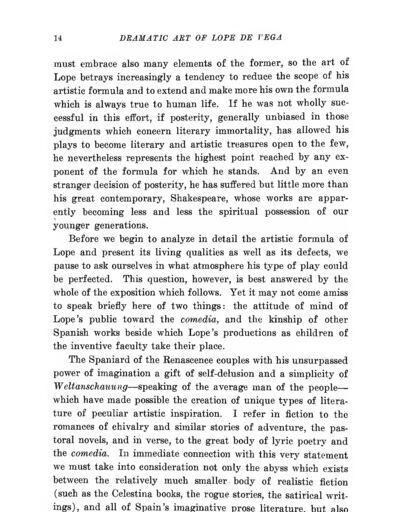 14 DRAMATIC ART OF LOPE DE VEGA
must embrace also many elements of the former, so the art of
Lope betrays increasingly a tendency to reduce the scope of his
artistic formula and to extend and make more his own the formula
which is always true to human life. If he was not wholly suc-
cessful in this effort, if posterity, generally unbiased in those
judgments which concern literary immortality, has allowed his
plays to become literary and artistic treasures open to the few,
he nevertheless represents the highest point reached by any ex-
ponent of the formula for which he stands. And by an even
stranger decision of posterity, he has suffered but little more than
his great contemporary, Shakespeare, whose works are appar-
ently becoming less and less the spiritual possession of our
younger generations.
Before we begin to analyze in detail the artistic formula of
Lope and present its living qualities as well as its defects, we
pause to ask ourselves in what atmosphere his type of play could
be perfected. This question, however, is best answered by the
whole of the exposition which follows. Yet it may not come amiss
to speak briefly here of two things: the attitude of mind of
Lope's public toward the comedia, and the kinship of other
Spanish works beside which Lope's productions as children of
the inventive faculty take their place.
The Spaniard of the Renascence couples with his unsurpassed
power of imagination a gift of self-delusion and a simplicity of
Weltanschauung—speaking of the average man of the people—
which have made possible the creation of unique types of litera-
ture of peculiar artistic inspiration. I refer in fiction to the
romances of chivalry and similar stories of adventure, the pas-
toral novels, and in verse, to the great body of lyric poetry and
the comedia. In immediate connection with this very statement
we must take into consideration not only the abyss which exists
between the relatively much smaller body of realistic fiction
(such as the Celestina books, the rogue stories, the satirical writ-
ings), and all of Spain's imaginative prose literature, but also